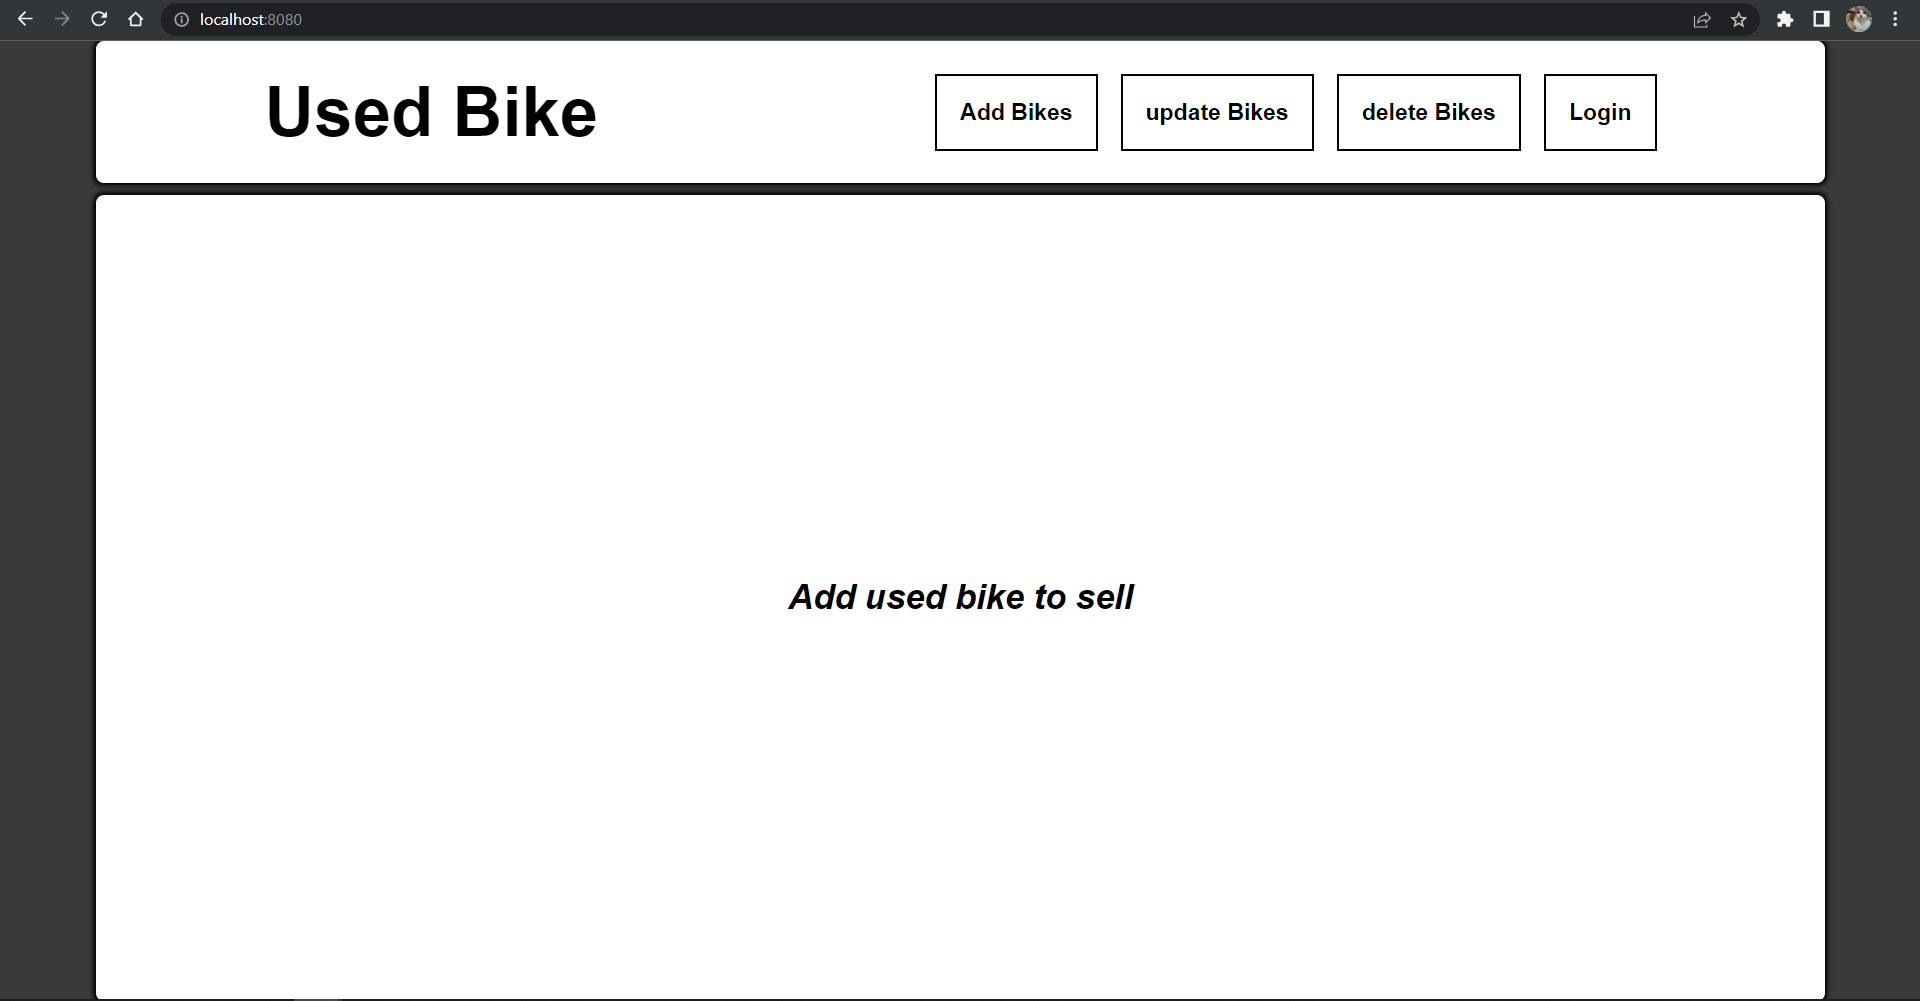 localhost:8080
Used Bike
Add Bikes
update Bikes
delete Bikes
Login
Add used bike to sell